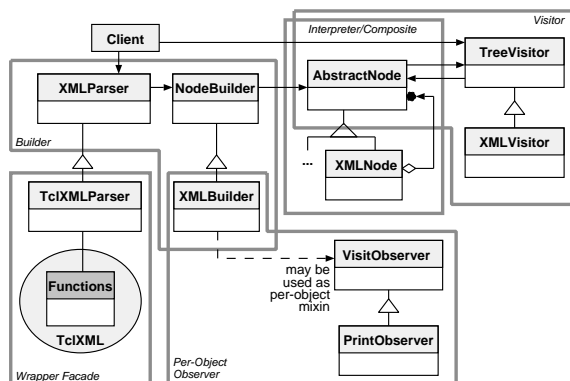 Visitor
Interpreter/Composite
Client
TreeVisitor
AbstractNode
XMLParser
NodeBuilder
Builder
...
XMLNode
XMLVisitor
TclXMLParser
XMLBuilder
may be
used as
per-object
mixin
VisitObserver
Functions
TclXML
PrintObserver
Wrapper Facade
Per-Object
Observer